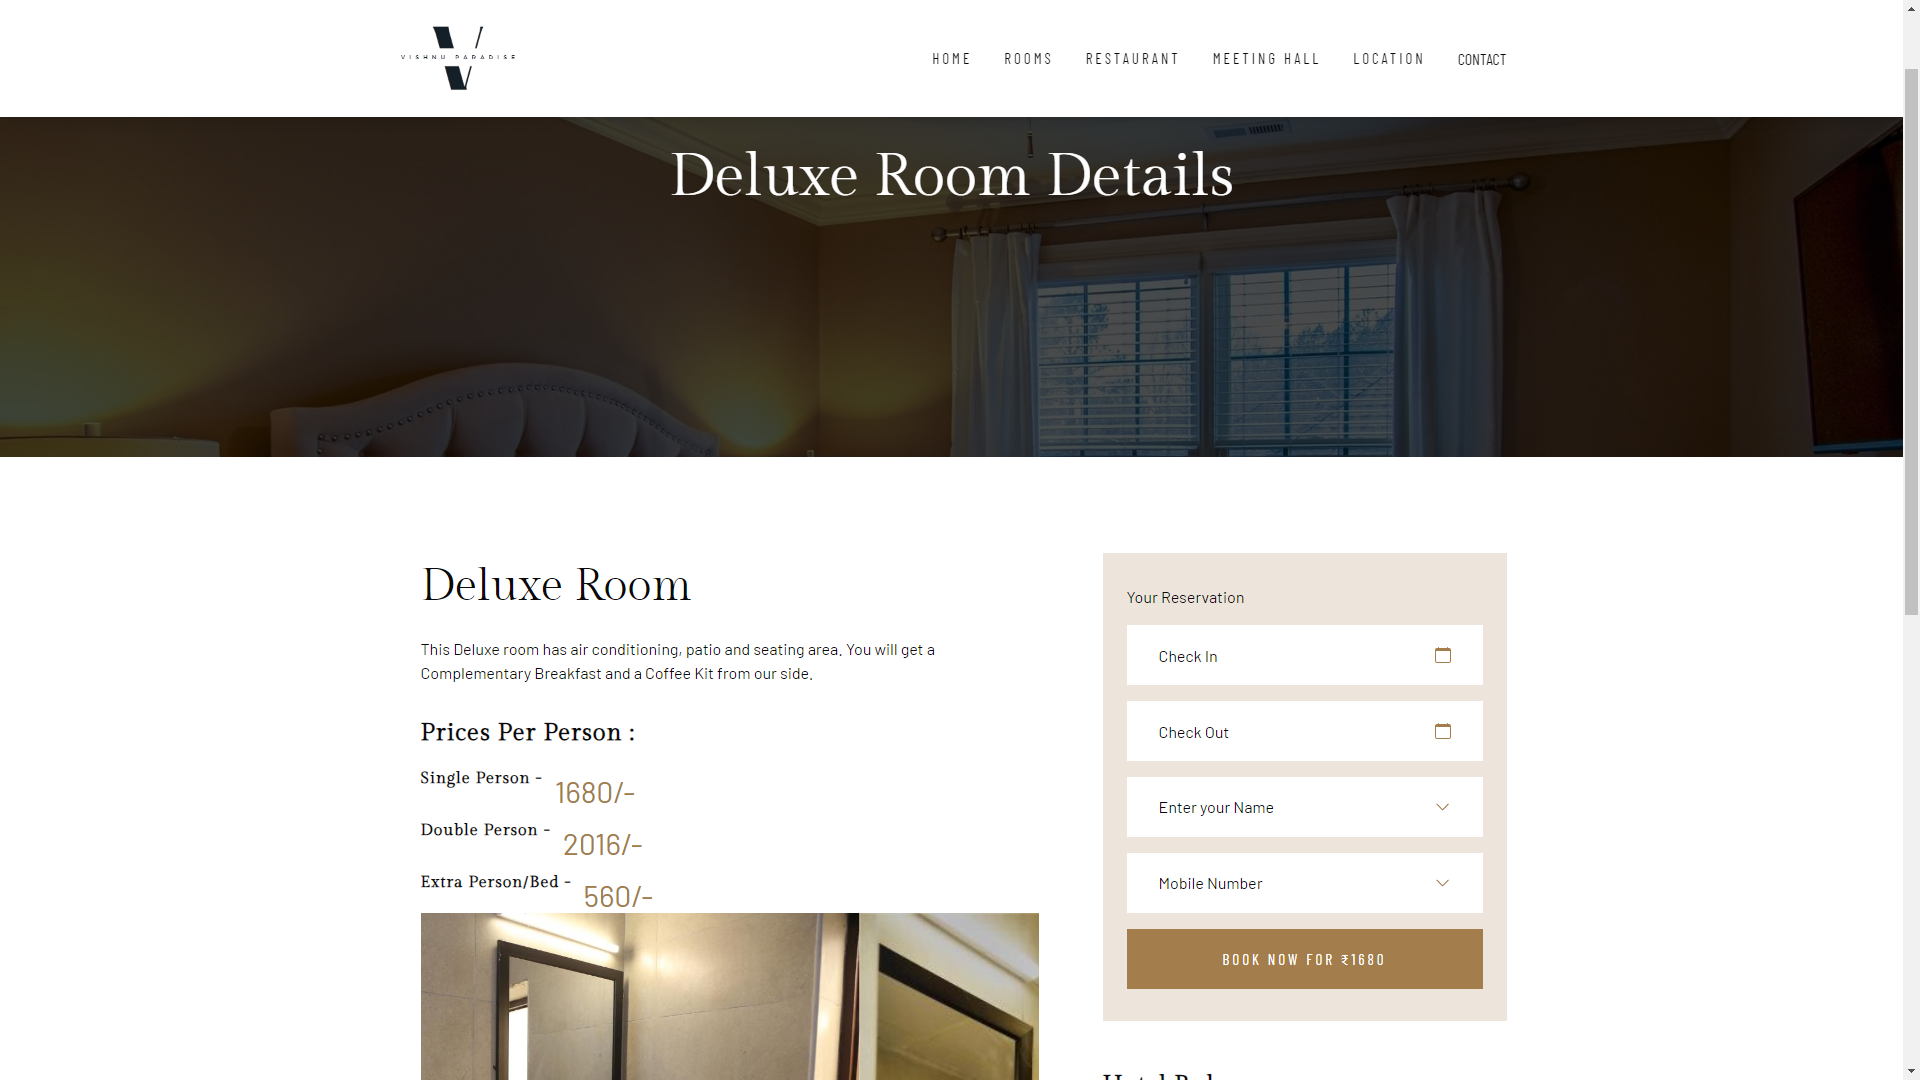 VISHNU PARADISE
HOME ROOMS RESTAURANT MEETING HALL LOCATION CONTACT
Deluxe Room Details
Deluxe Room
This Deluxe room has air conditioning, patio and seating area. You will get a
Complementary Breakfast and a Coffee Kit from our side.
Prices Per Person :
Single Person - 1680/-
Double Person - 2016/-
Extra Person/Bed - 560/-
Your Reservation
Check In
Check Out
Enter your Name
Mobile Number
BOOK NOW FOR ₹1680